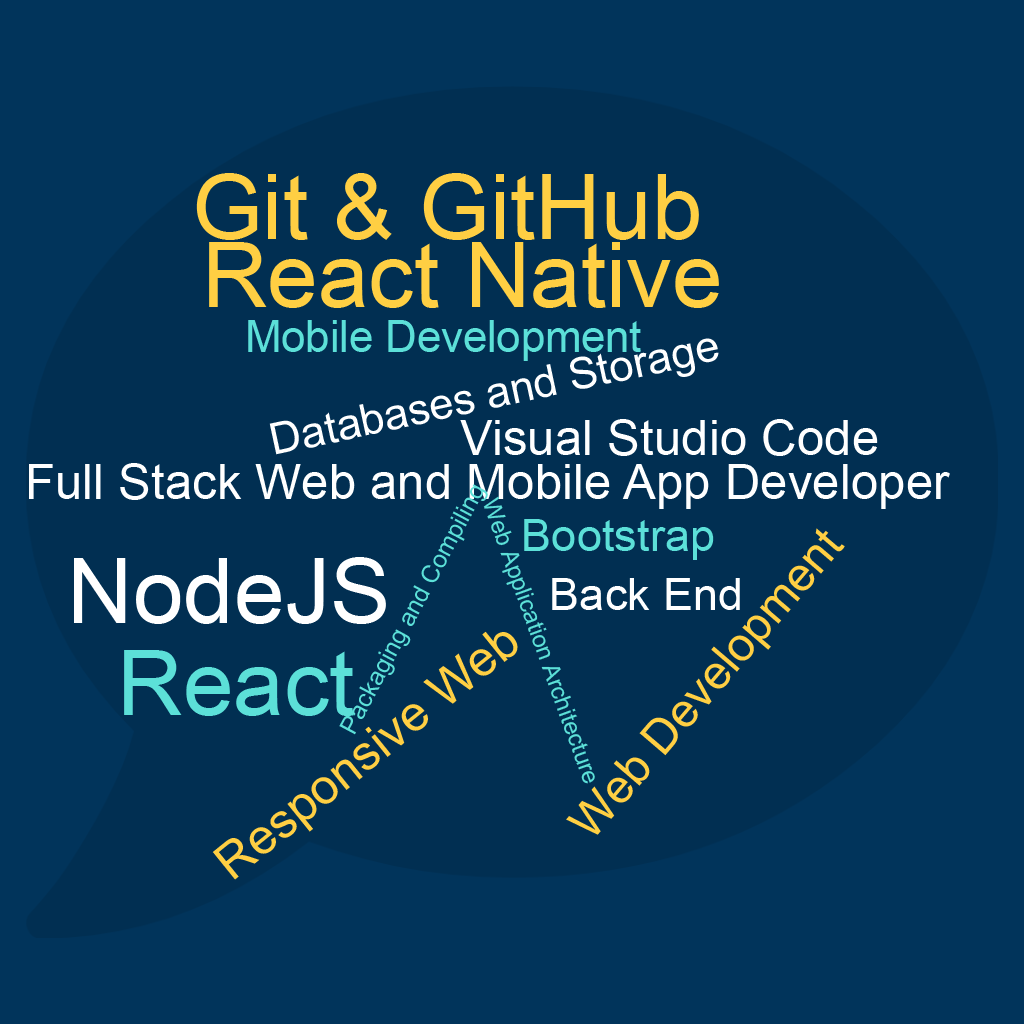 Git & GitHub
React Native
Mobile Development
Databases and Storage
Visual Studio Code
Full Stack Web and Mobile App Developer
Bootstrap
Back End
NodeJS
React
Packaging and Compiling
Web Application Architecture
Responsive Web
Web Development